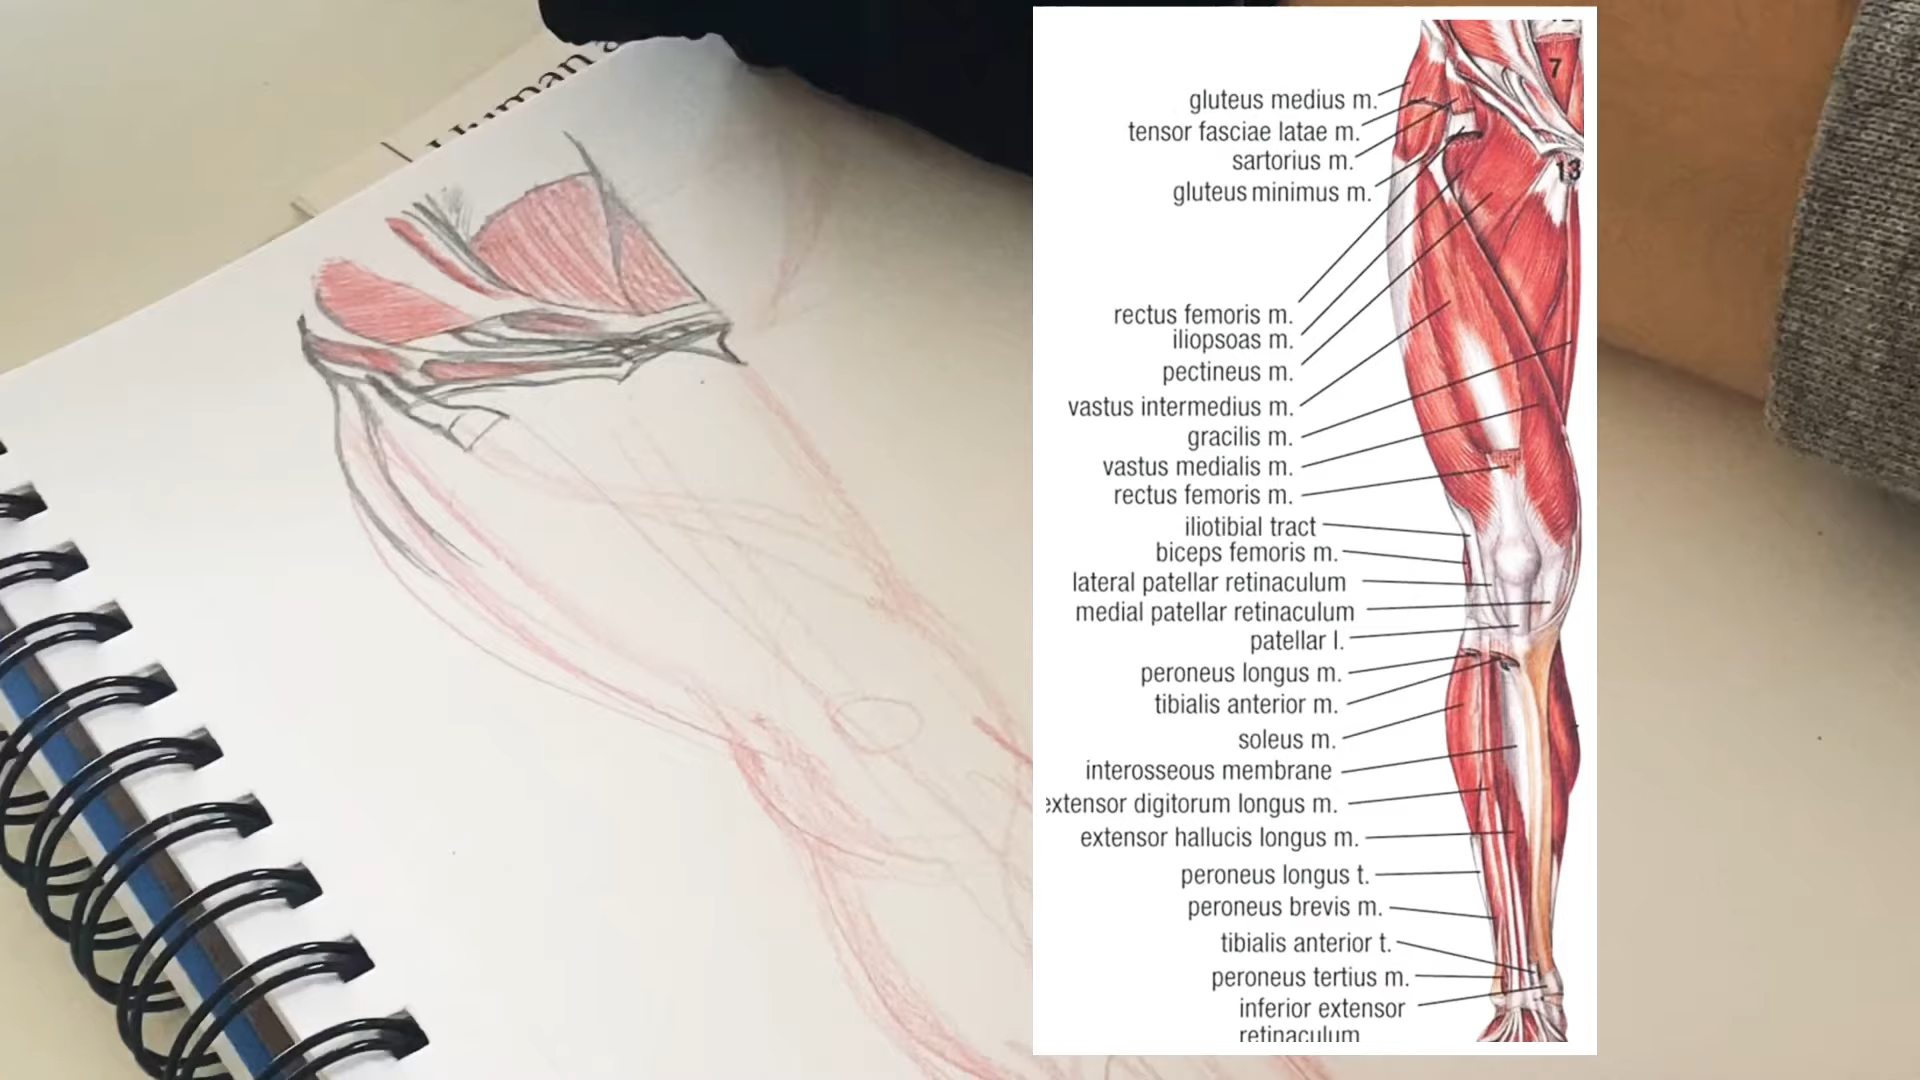 Human
7
13
gluteus medius m.
tensor fasciae latae m.
sartorius m.
gluteus minimus m.
rectus femoris m.
iliopsoas m.
pectineus m.
vastus intermedius m.
gracilis m.
vastus medialis m.
rectus femoris m.
iliotibial tract
biceps femoris m.
lateral patellar retinaculum
medial patellar retinaculum
patellar l.
peroneus longus m.
tibialis anterior m.
soleus m.
interosseous membrane
extensor digitorum longus m.
extensor hallucis longus m.
peroneus longus t.
peroneus brevis m.
tibialis anterior t.
peroneus tertius m.
inferior extensor
retinaculum